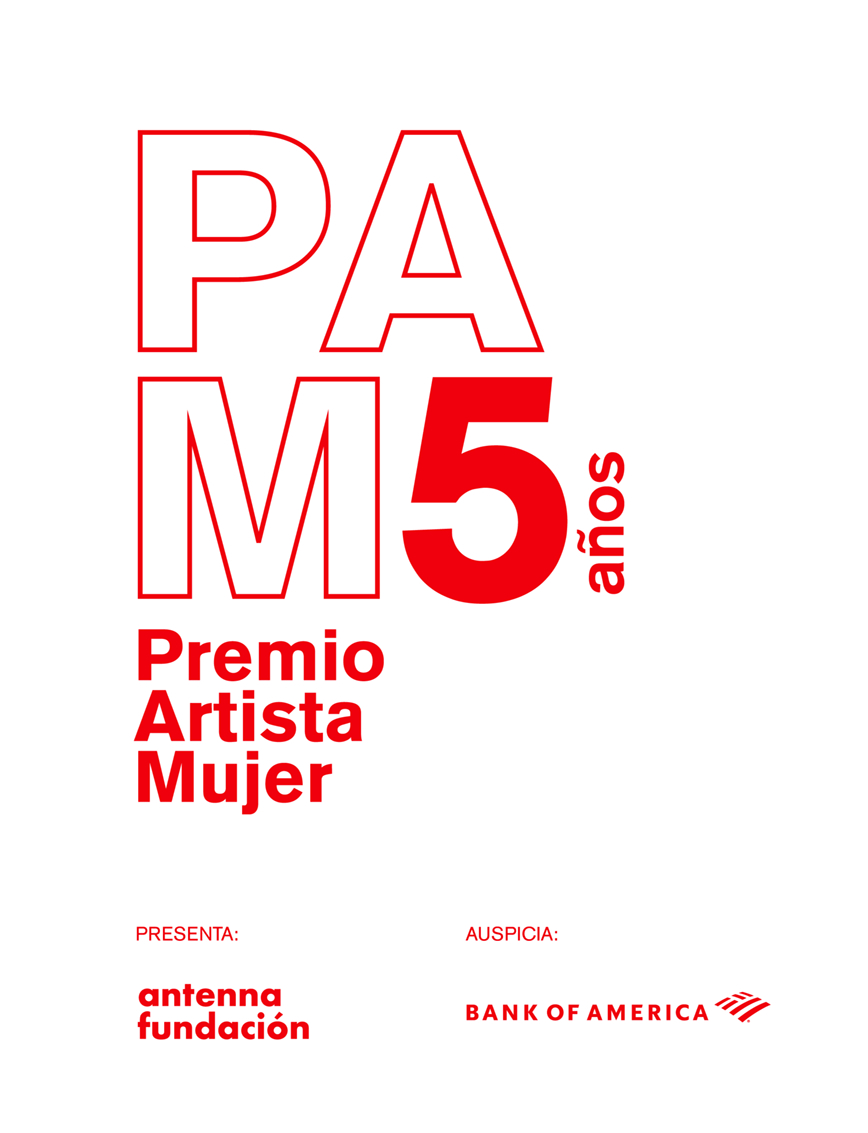 PA
M5 años
Premio
Artista
Mujer
PRESENTA:
antenna
fundación
AUSPICIA:
BANK OF AMERICA